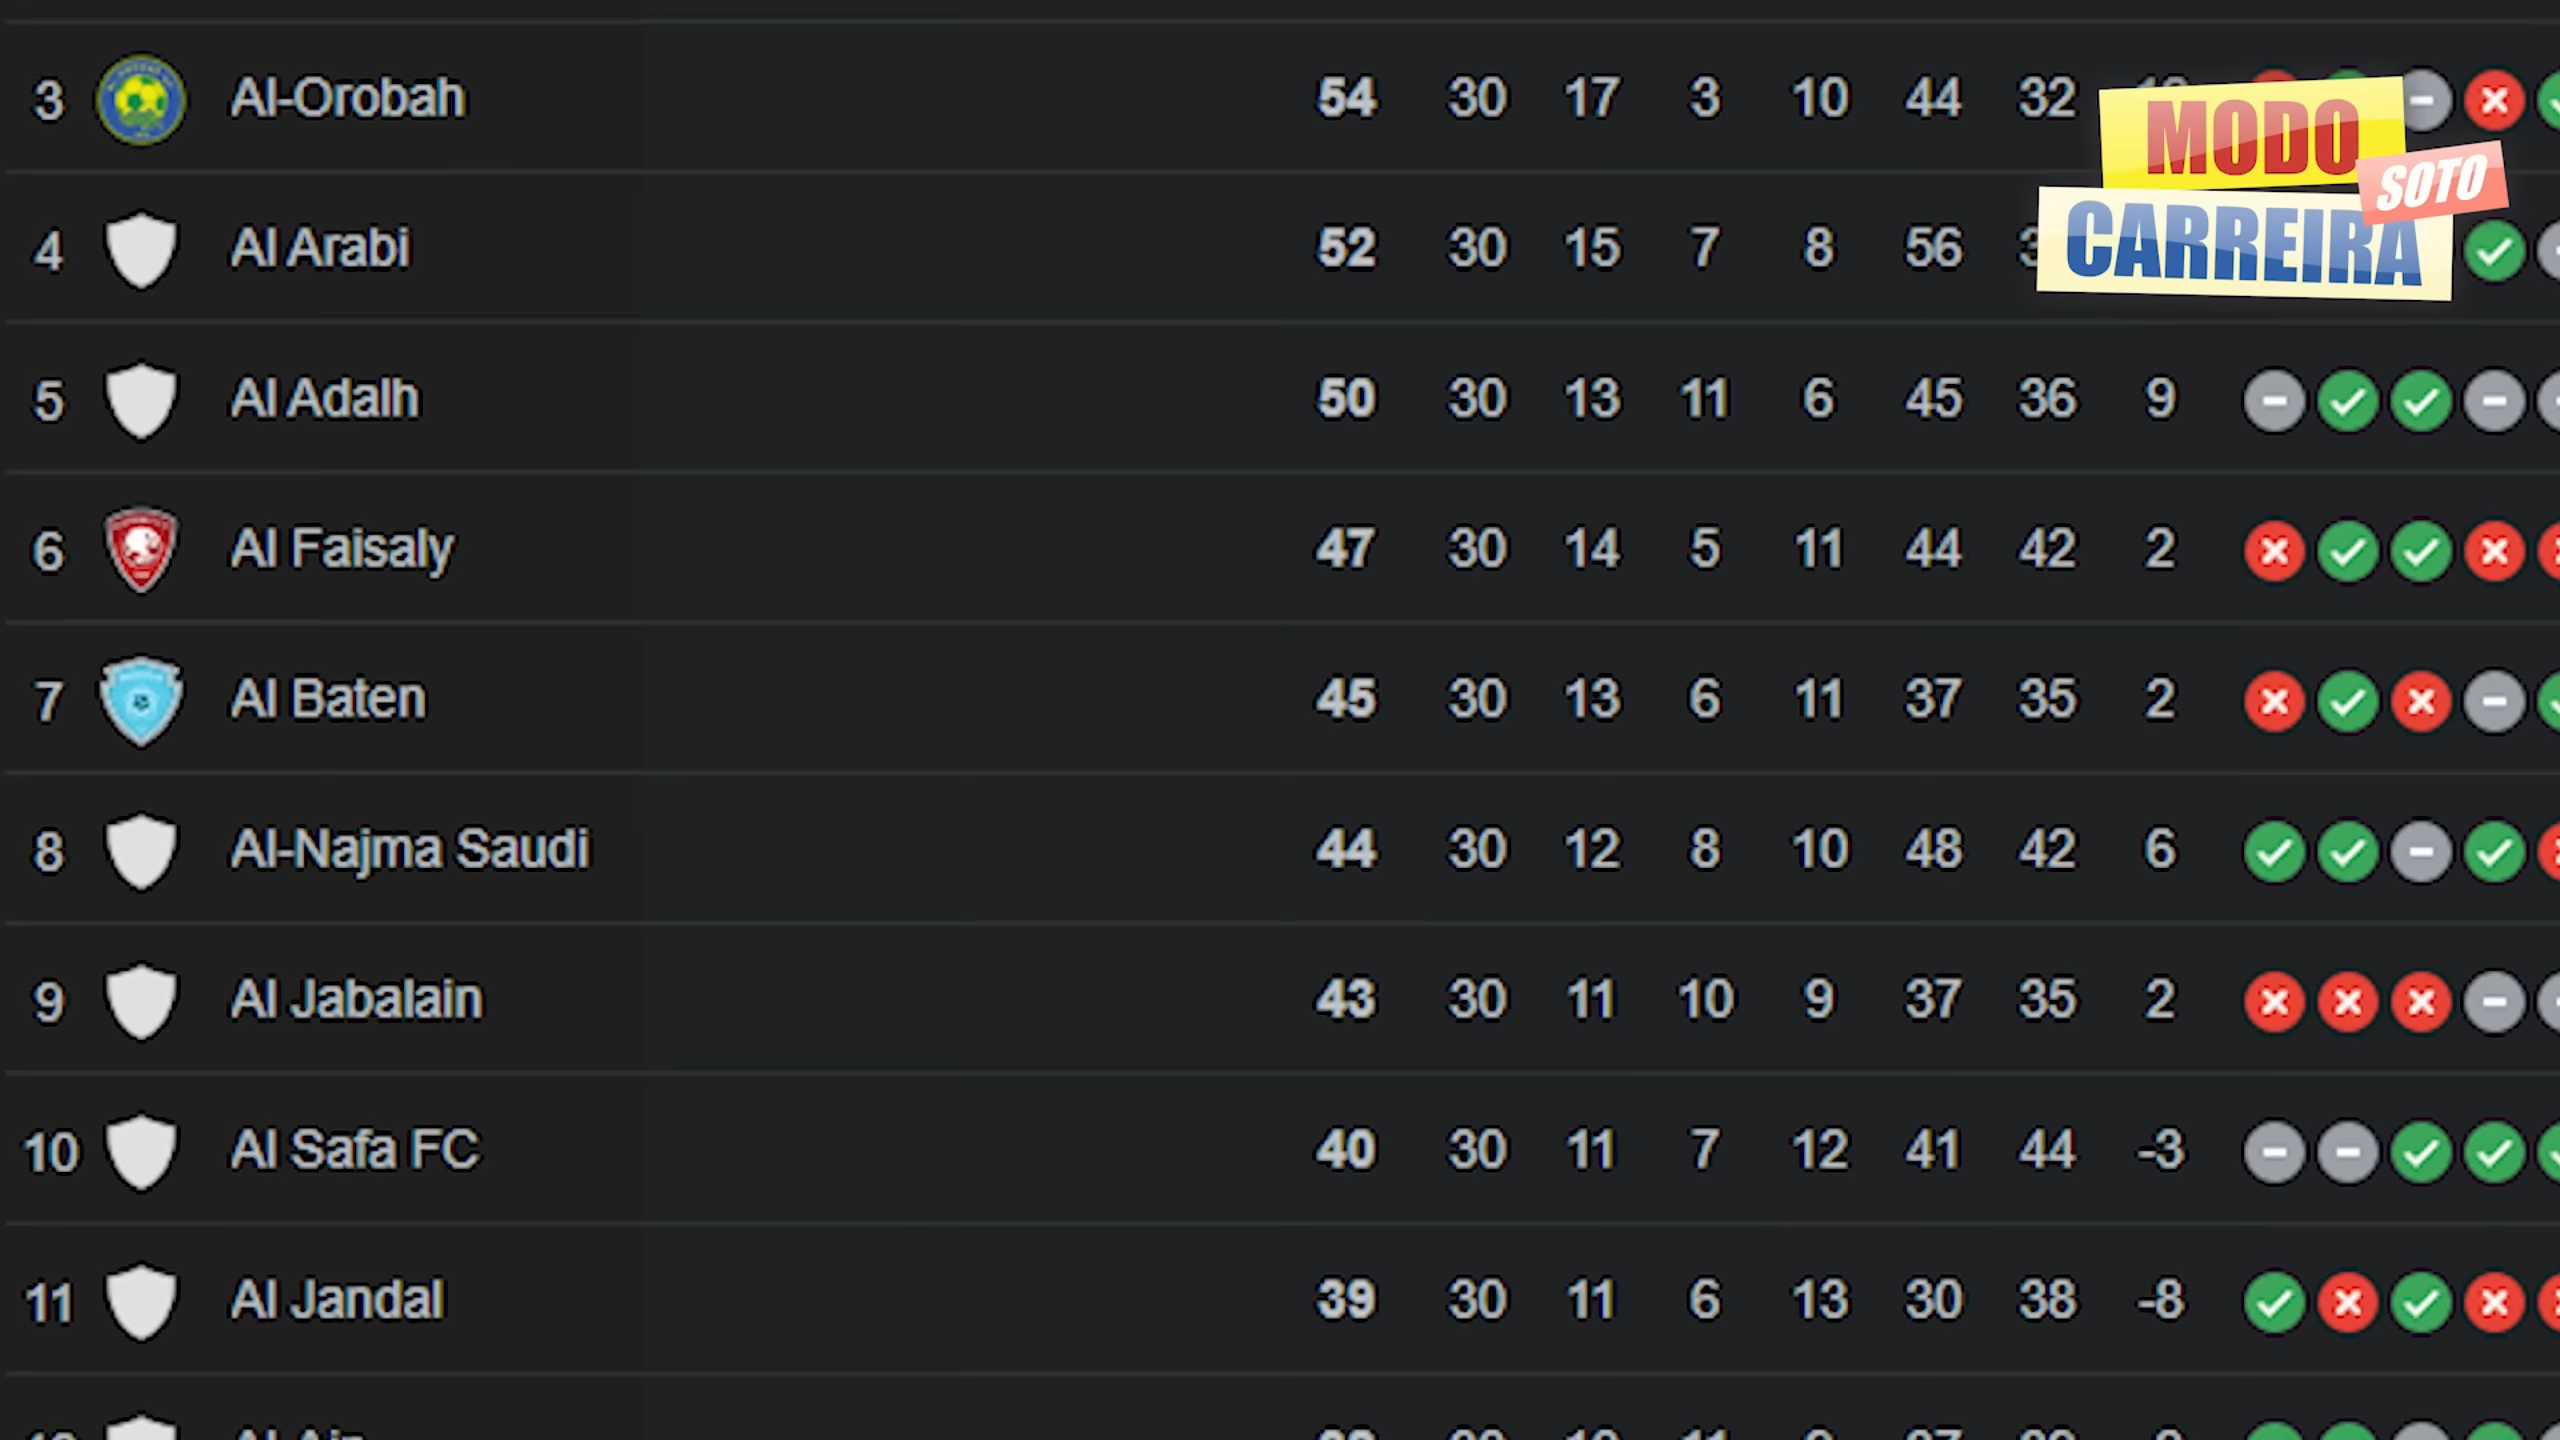 3 Al-Orobah 54 30 17 3 10 44 32
MODO
SOTO
CARREIRA
4 Al Arabi 52 30 15 7 8 56
5 Al Adalh 50 30 13 11 6 45 36 9
6 Al Faisaly 47 30 14 5 11 44 42 2
7 Al Baten 45 30 13 6 11 37 35 2
8 Al-Najma Saudi 44 30 12 8 10 48 42 6
9 Al Jabalain 43 30 11 10 9 37 35 2
10 Al Safa FC 40 30 11 7 12 41 44 -3
11 Al Jandal 39 30 11 6 13 30 38 -8